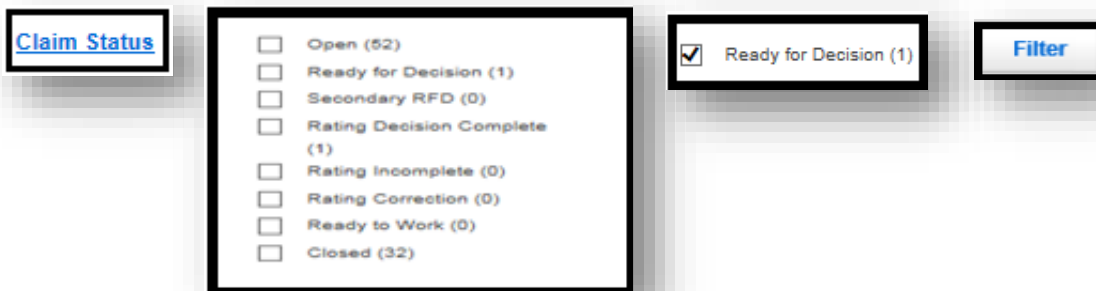 Claim Status
Open (52)
Ready for Decision (1)
Secondary RFD (0)
Rating Decision Complete
(1)
Rating Incomplete (0)
Rating Correction (0)
Ready to Work (0)
Closed (32)
Ready for Decision (1)
Filter